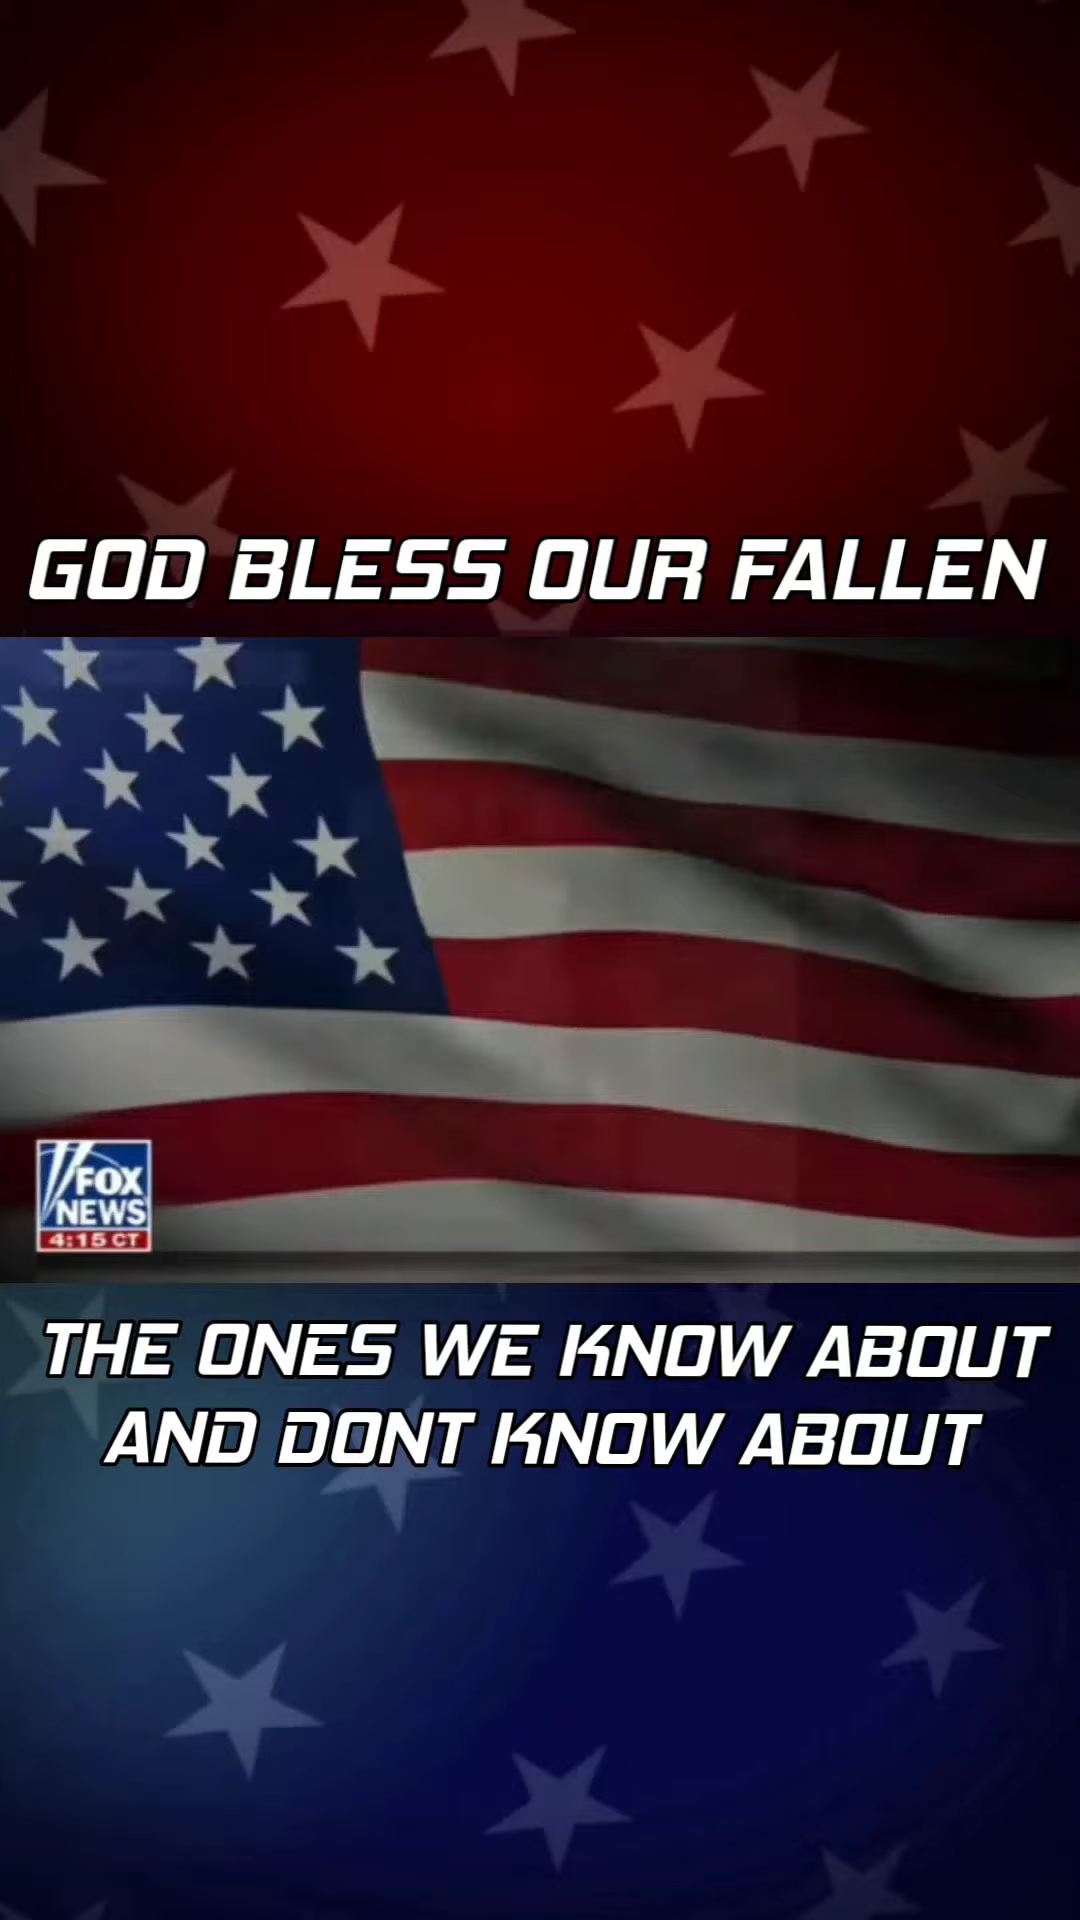 GOD BLESS OUR FALLEN
FOX
NEWS
4:15 CT
THE ONES WE KNOW ABOUT
AND DONT KNOW ABOUT